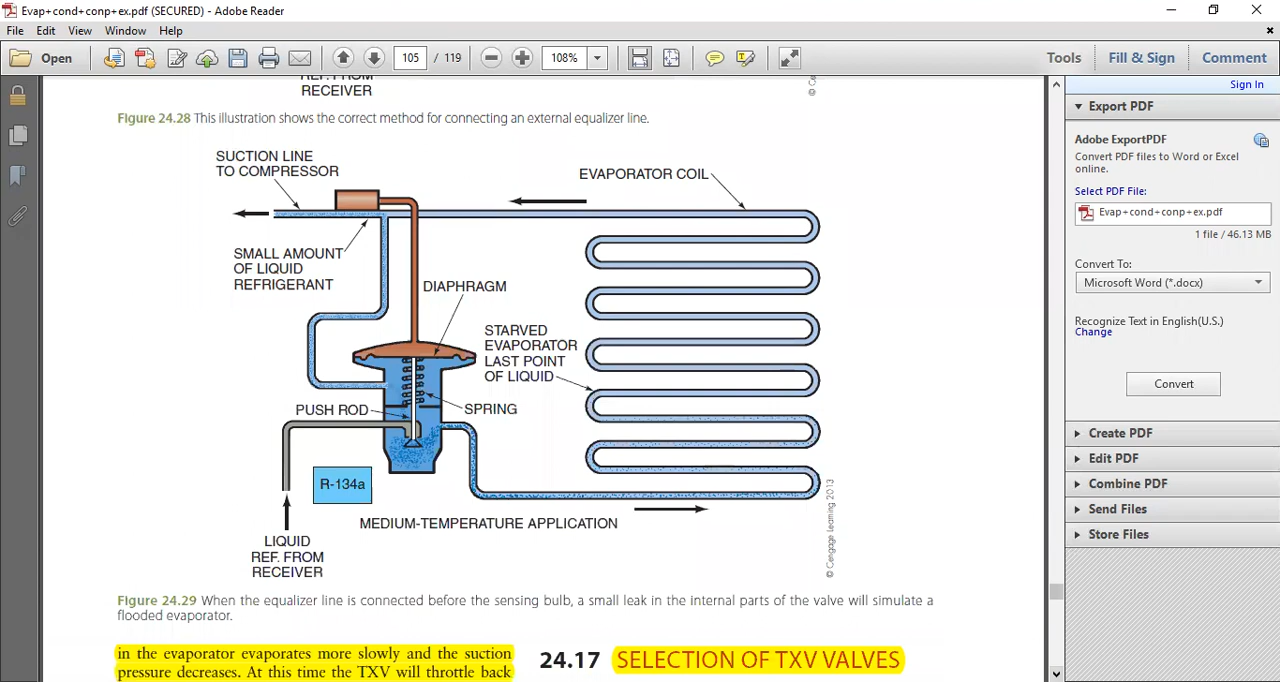 Evap+cond+conp+ex.pdf (SECURED) - Adobe Reader
File Edit View Window Help
Open 105 / 119 108% Tools Fill & Sign Comment
Sign In
REF. FROM
RECEIVER
Figure 24.28 This illustration shows the correct method for connecting an external equalizer line.
SUCTION LINE
TO COMPRESSOR
EVAPORATOR COIL
SMALL AMOUNT
OF LIQUID
REFRIGERANT
DIAPHRAGM
STARVED
EVAPORATOR
LAST POINT
OF LIQUID
PUSH ROD
SPRING
R-134a
MEDIUM-TEMPERATURE APPLICATION
LIQUID
REF. FROM
RECEIVER
© Cengage Learning 2013
Figure 24.29 When the equalizer line is connected before the sensing bulb, a small leak in the internal parts of the valve will simulate a
flooded evaporator.
in the evaporator evaporates more slowly and the suction
pressure decreases. At this time the TXV will throttle back
24.17 SELECTION OF TXV VALVES
Export PDF
Adobe ExportPDF
Convert PDF files to Word or Excel
online.
Select PDF File:
Evap+cond+conp+ex.pdf
1 file / 46.13 MB
Convert To:
Microsoft Word (*.docx)
Recognize Text in English(U.S.)
Change
Convert
Create PDF
Edit PDF
Combine PDF
Send Files
Store Files